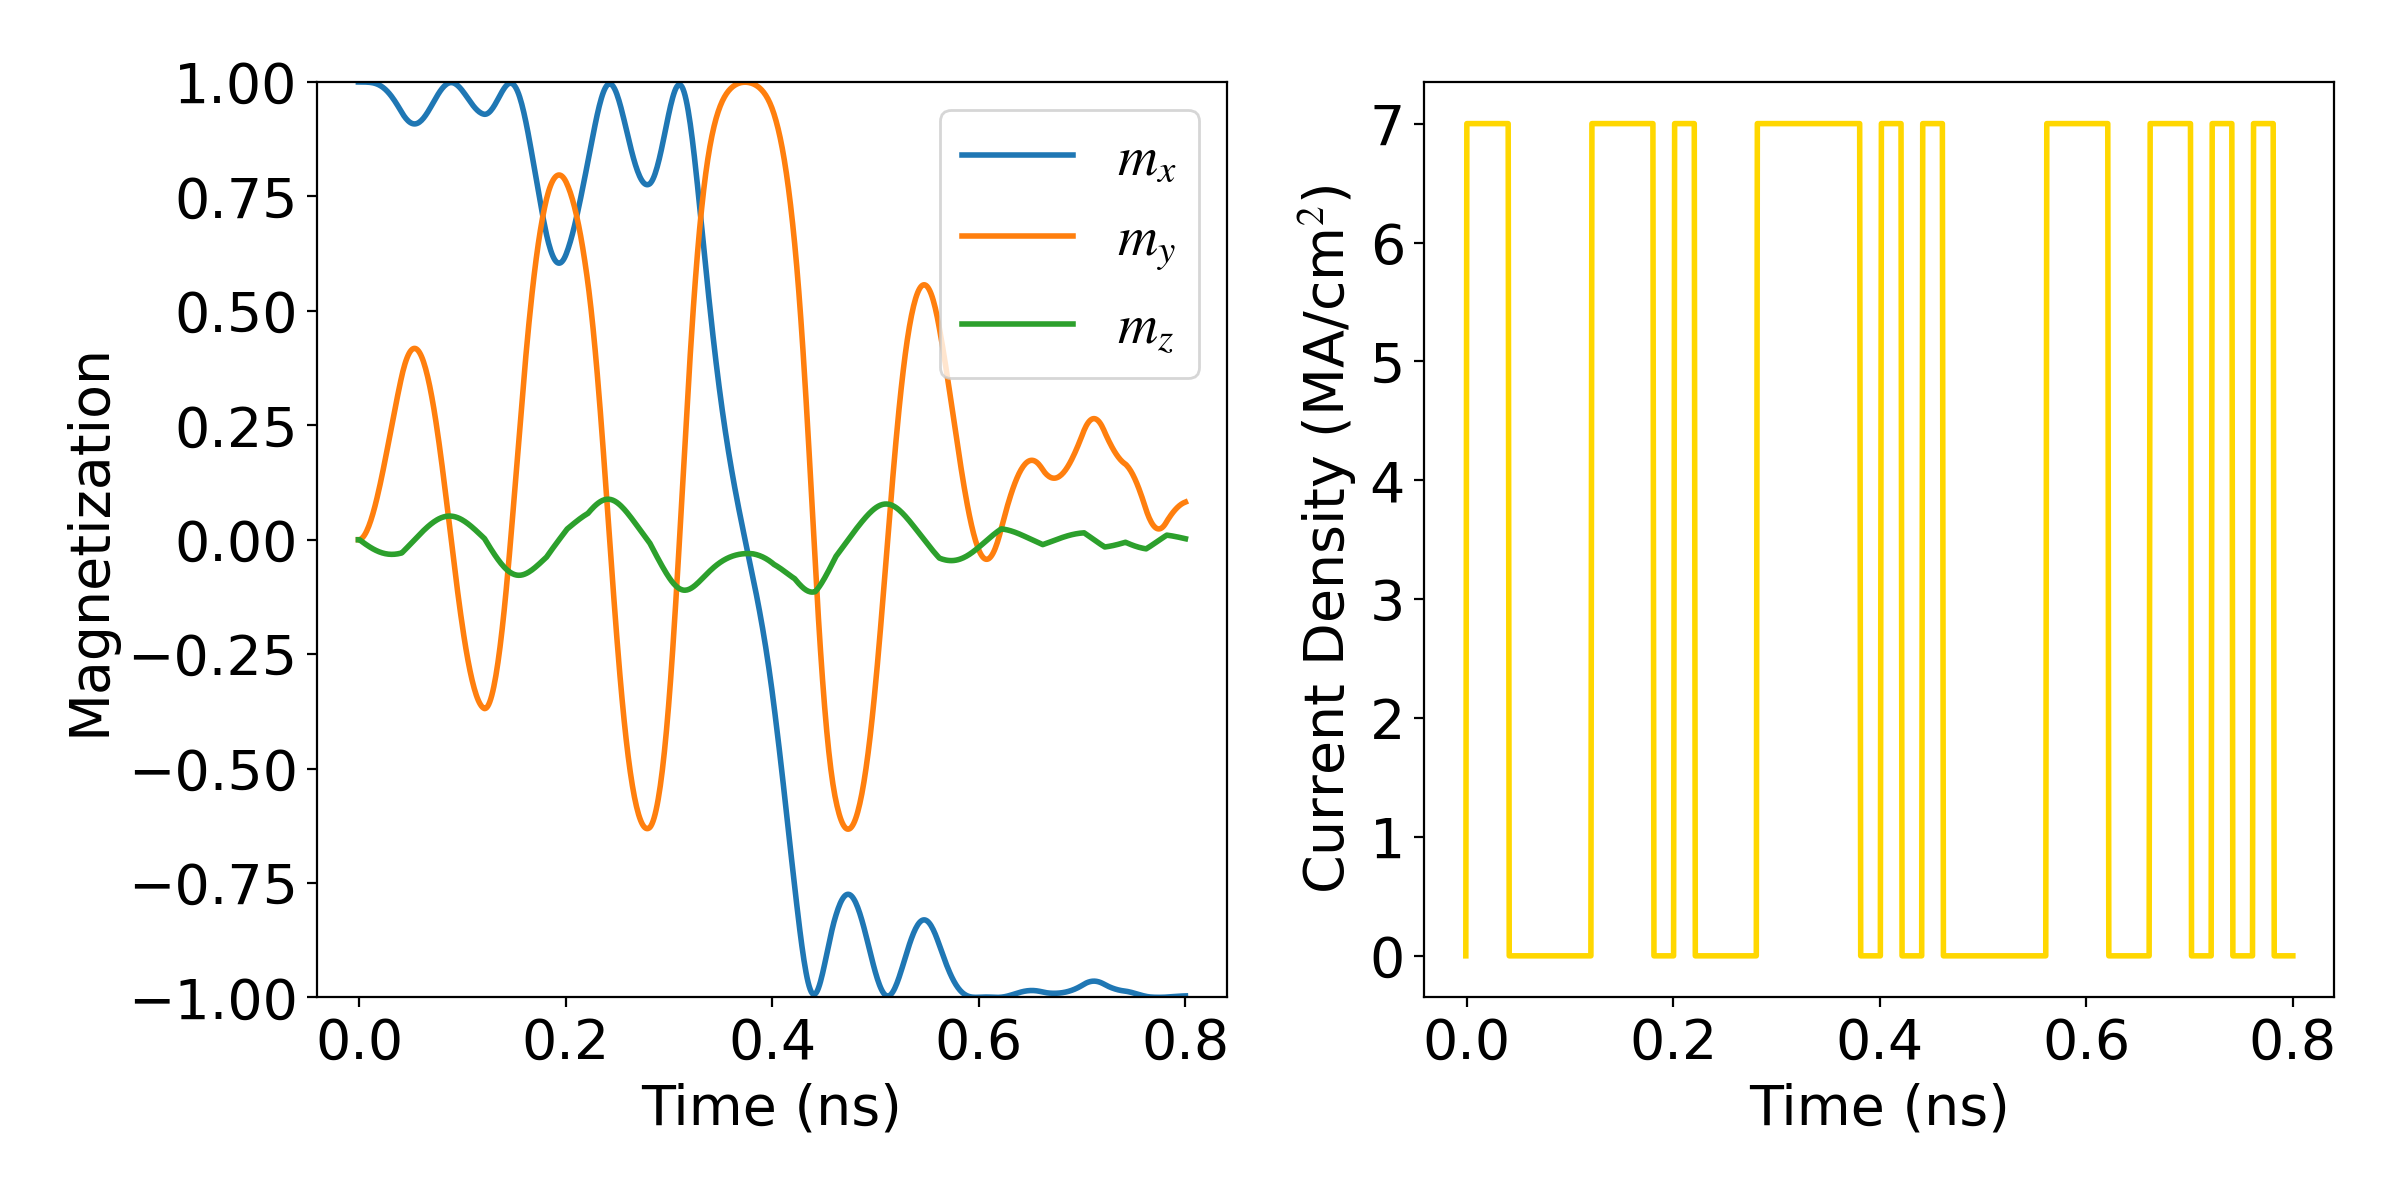 1.00
0.75
0.50
0.25
0.00
−0.25
−0.50
−0.75
−1.00
Magnetization
0.0 0.2 0.4 0.6 0.8
Time (ns)
mₓ
m_y
m_z
7
6
5
4
3
2
1
0
Current Density (MA/cm²)
0.0 0.2 0.4 0.6 0.8
Time (ns)